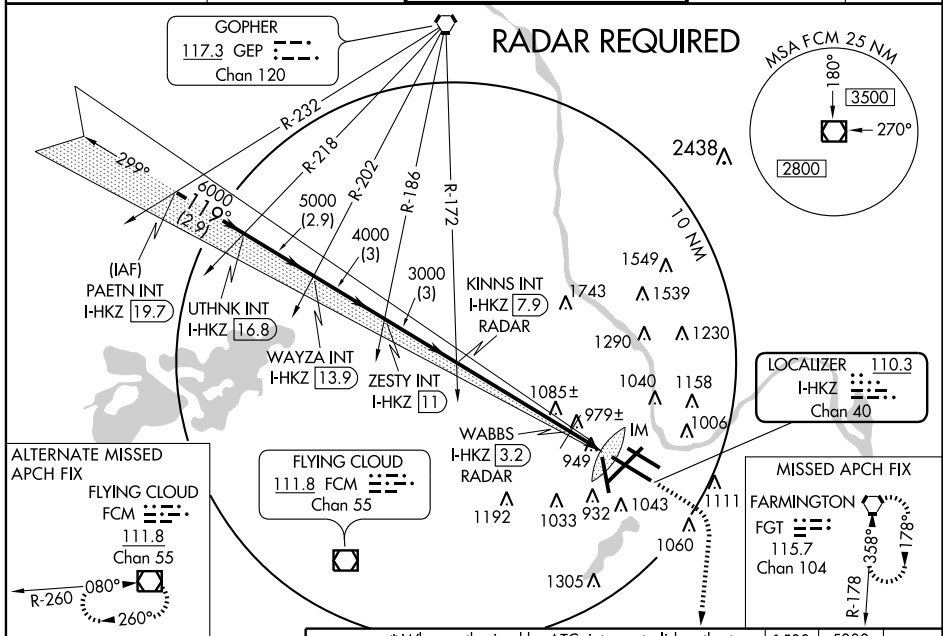 GOPHER
117.3 GEP
Chan 120
RADAR REQUIRED
MSA FCM 25 NM
180°
3500
270°
2800
R-232
R-218
R-202
R-186
R-172
299°
6000
119°
(2.9)
5000
(2.9)
4000
(3)
3000
(3)
2438
10 NM
(IAF)
PAETN INT
I-HKZ 19.7
UTHNK INT
I-HKZ 16.8
WAYZA INT
I-HKZ 13.9
ZESTY INT
I-HKZ 11
KINNS INT
I-HKZ 7.9
RADAR
1549
1743
1539
1290
1230
1040
1158
1085±
979±
1006
IM
949
WABBS
I-HKZ 3.2
RADAR
LOCALIZER 110.3
I-HKZ
Chan 40
1192
1033
932
1043
1111
1060
1305
ALTERNATE MISSED
APCH FIX
FLYING CLOUD
FCM
111.8
Chan 55
080°
R-260
260°
FLYING CLOUD
111.8 FCM
Chan 55
MISSED APCH FIX
FARMINGTON
FGT
115.7
Chan 104
358°
178°
R-178